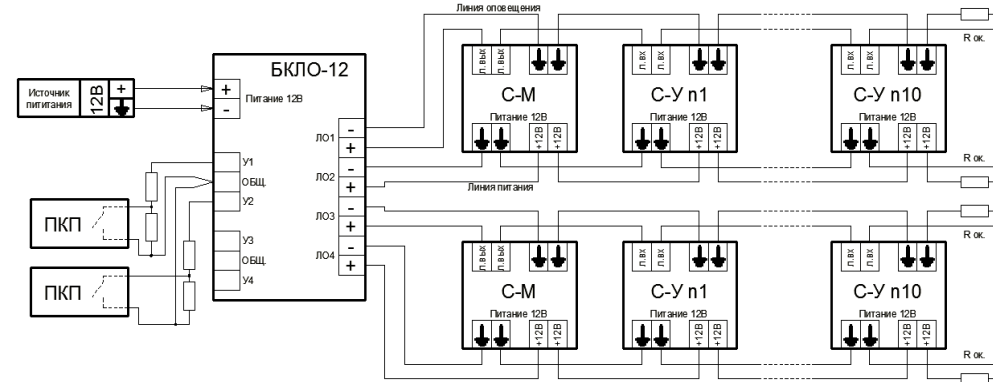 Линия оповещения
R ок.
БКЛО-12
Источник
пититания
12В
+
+
-
Питание 12В
Л.ВЫХ
Л.ВЫХ
С-М
Питание 12В
+12В
+12В
Л.ВХ
Л.ВХ
С-У n1
Питание 12В
+12В
+12В
Л.ВХ
Л.ВХ
С-У n10
Питание 12В
+12В
+12В
ЛО1
-
+
ЛО2
-
+
ЛО3
-
+
ЛО4
-
+
R ок.
Линия питания
У1
ОБЩ.
У2
У3
ОБЩ.
У4
ПКП
ПКП
R ок.
Л.ВЫХ
Л.ВЫХ
С-М
Питание 12В
+12В
+12В
Л.ВХ
Л.ВХ
С-У n1
Питание 12В
+12В
+12В
Л.ВХ
Л.ВХ
С-У n10
Питание 12В
+12В
+12В
R ок.